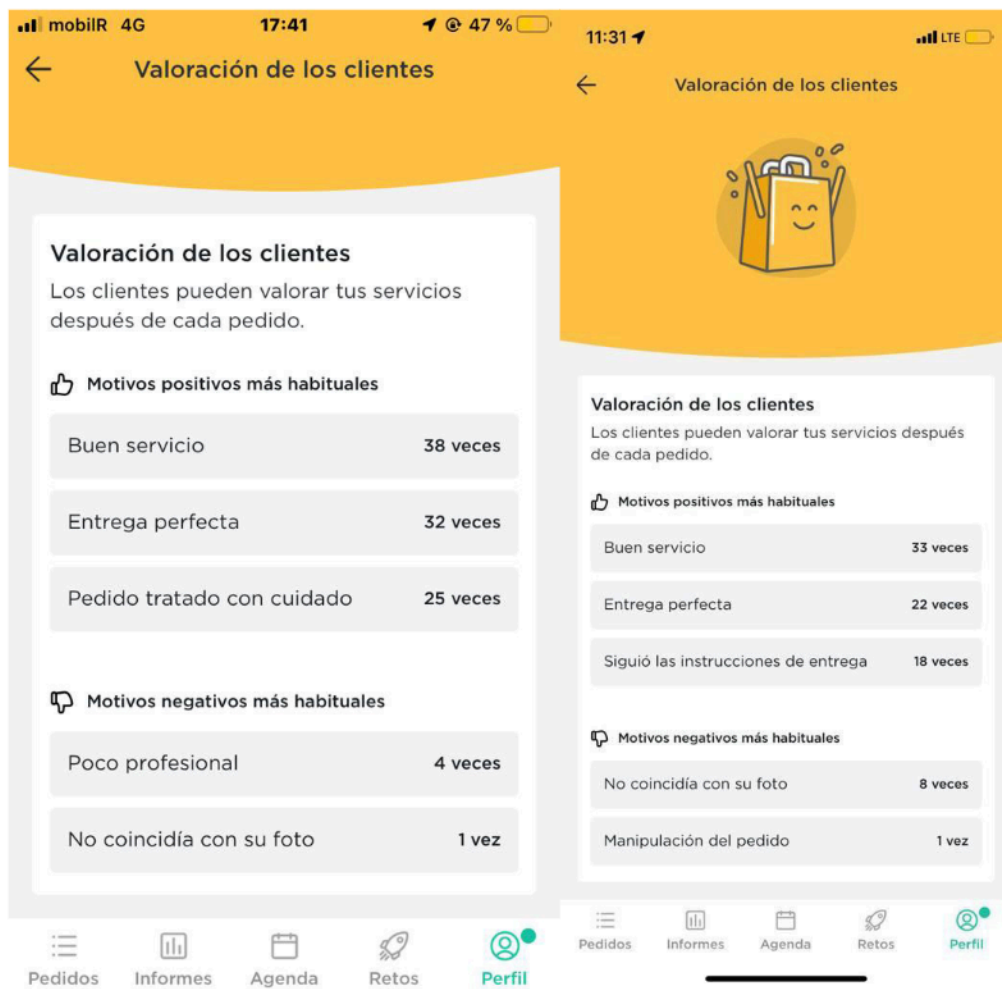 mobilR 4G 17:41 47 %
Valoración de los clientes
Valoración de los clientes
Los clientes pueden valorar tus servicios
después de cada pedido.
Motivos positivos más habituales
Buen servicio 38 veces
Entrega perfecta 32 veces
Pedido tratado con cuidado 25 veces
Motivos negativos más habituales
Poco profesional 4 veces
No coincidía con su foto 1 vez
Pedidos Informes Agenda Retos Perfil
11:31 LTE
Valoración de los clientes
Valoración de los clientes
Los clientes pueden valorar tus servicios después
de cada pedido.
Motivos positivos más habituales
Buen servicio 33 veces
Entrega perfecta 22 veces
Siguió las instrucciones de entrega 18 veces
Motivos negativos más habituales
No coincidía con su foto 8 veces
Manipulación del pedido 1 vez
Pedidos Informes Agenda Retos Perfil